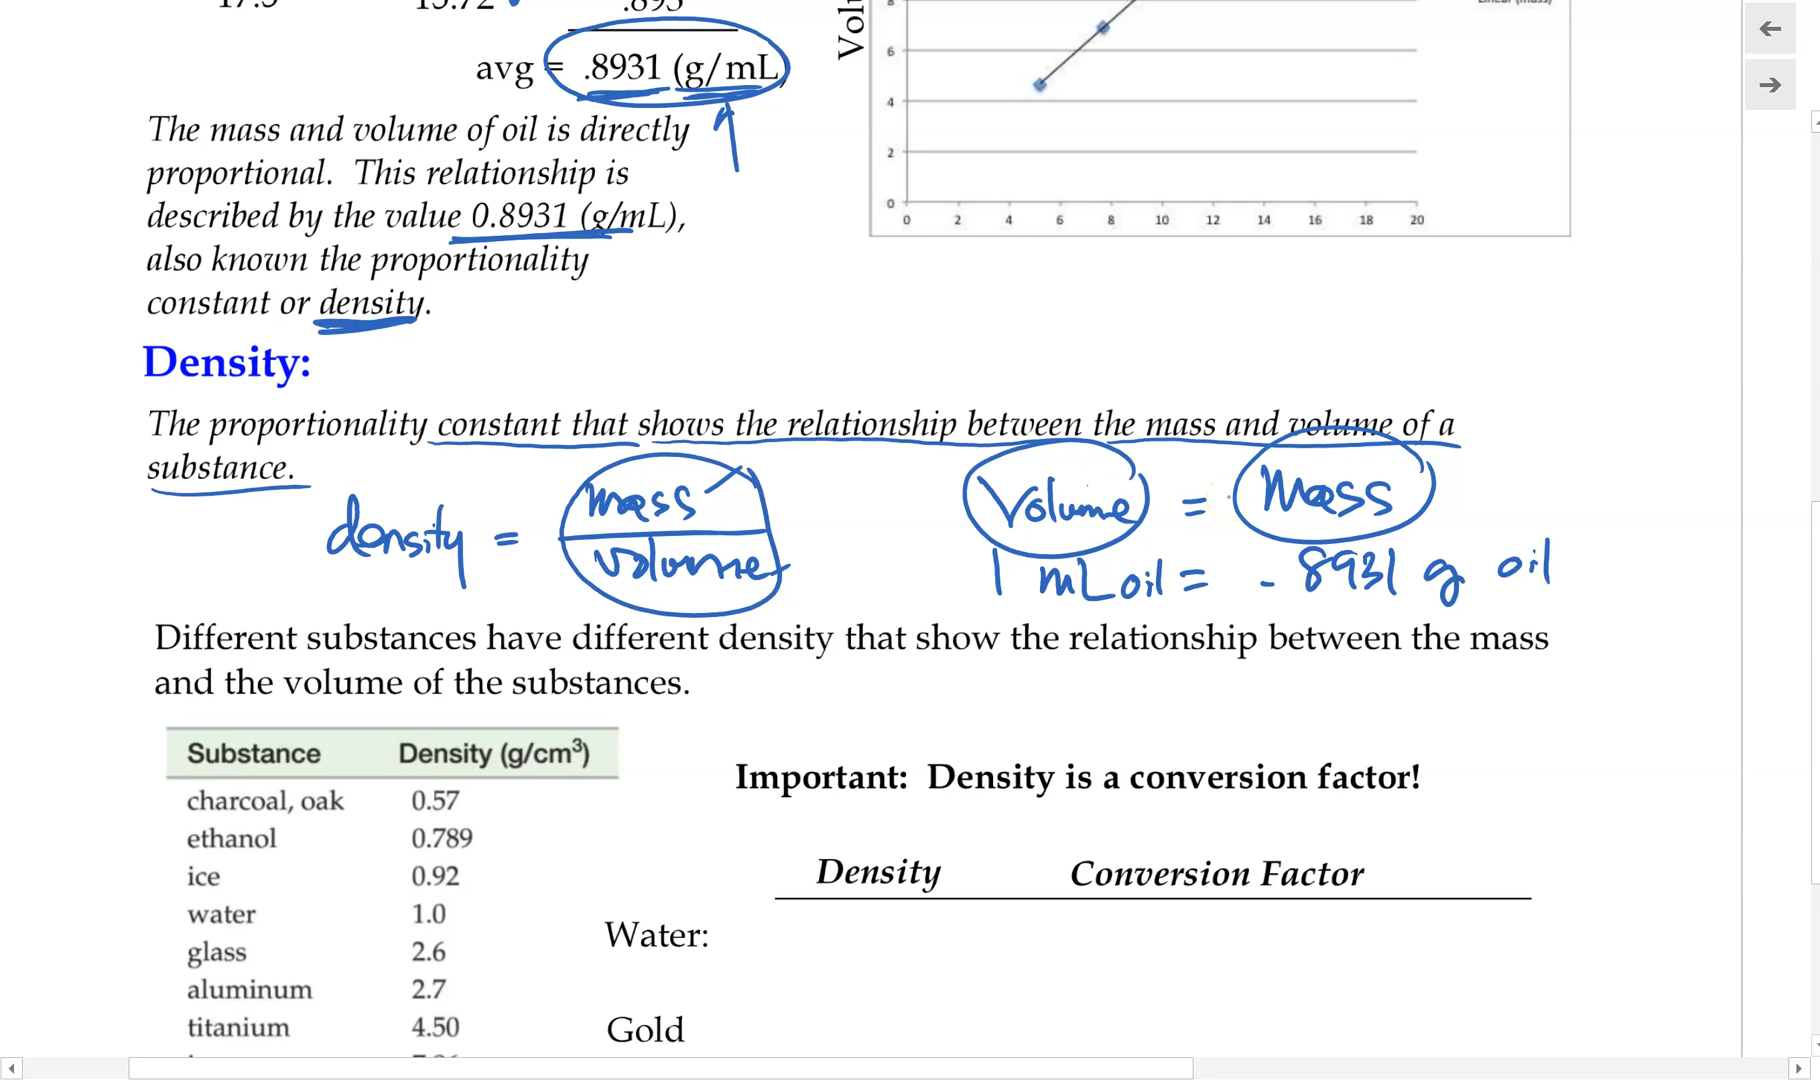 avg = .8931 (g/mL)
The mass and volume of oil is directly
proportional. This relationship is
described by the value 0.8931 (g/mL),
also known the proportionality
constant or density.
8
6
4
2
0
0 2 4 6 8 10 12 14 16 18 20
Density:
The proportionality constant that shows the relationship between the mass and volume of a
substance.
density = mass
volume
Volume = Mass
1 mL oil = .8931 g oil
Different substances have different density that show the relationship between the mass
and the volume of the substances.
Substance Density (g/cm³)
charcoal, oak 0.57
ethanol 0.789
ice 0.92
water 1.0
glass 2.6
aluminum 2.7
titanium 4.50
Important: Density is a conversion factor!
Density Conversion Factor
Water:
Gold